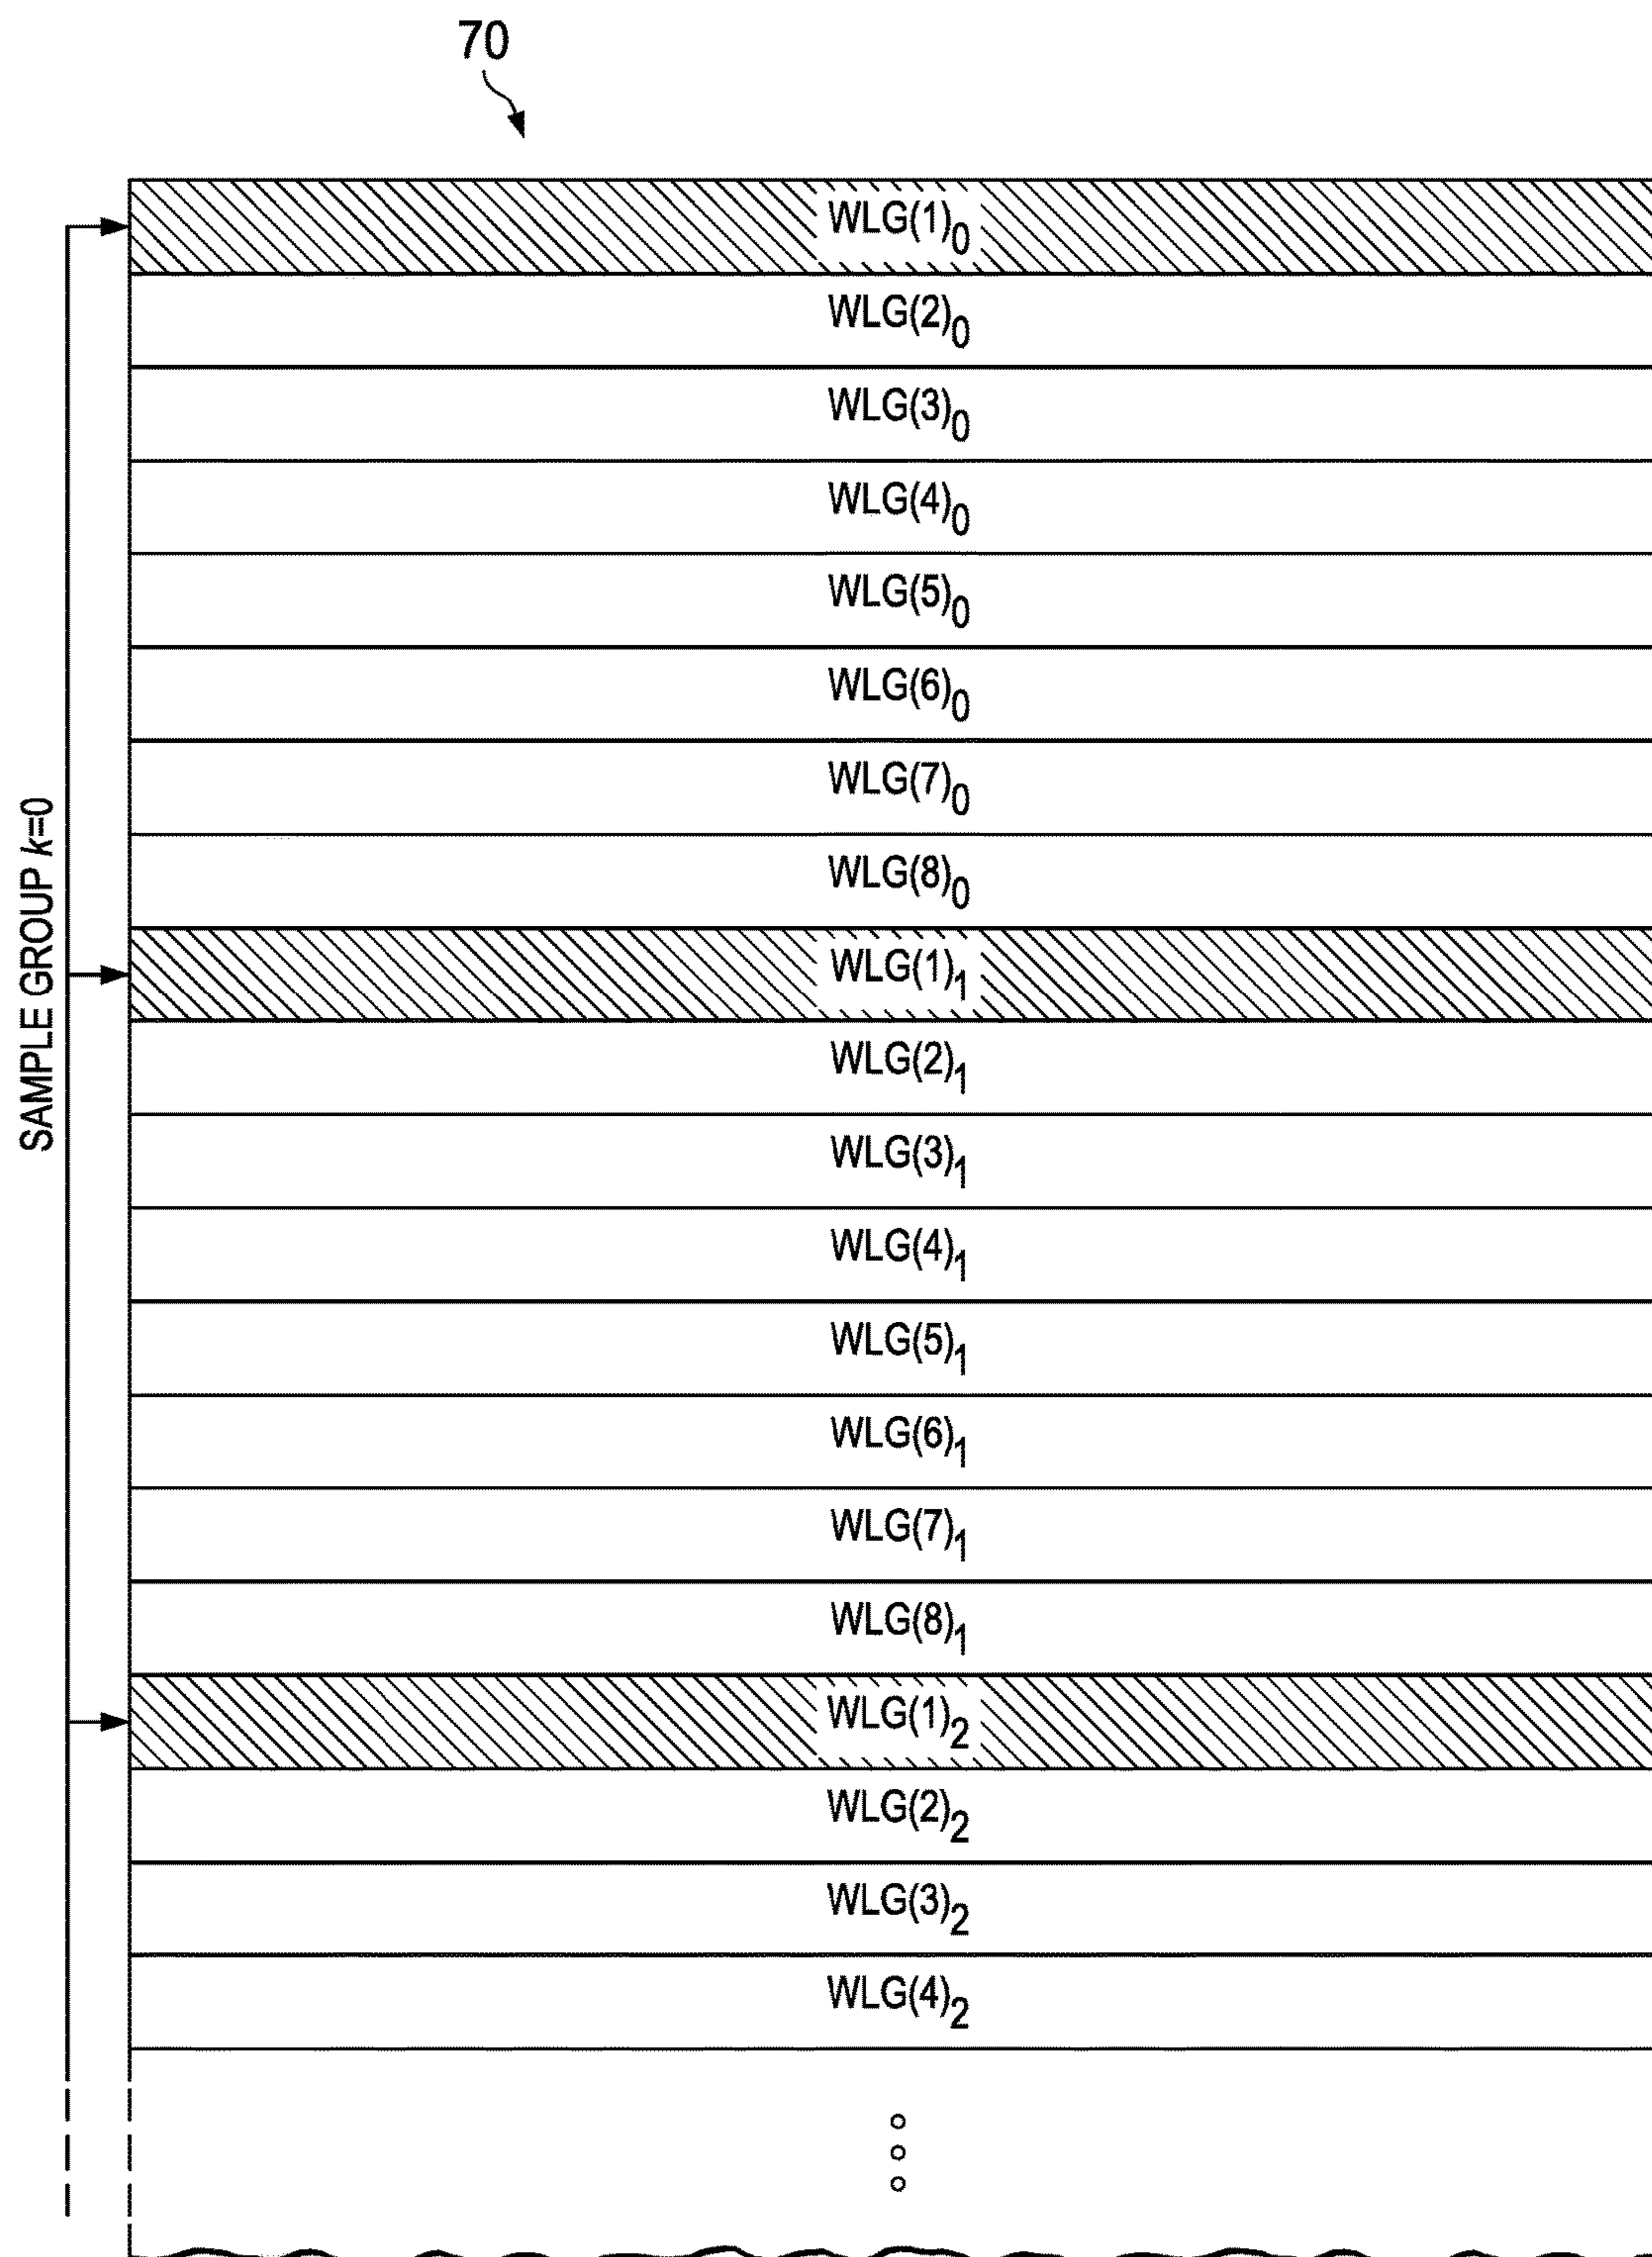 70
WLG(1)0
WLG(2)0
WLG(3)0
WLG(4)0
WLG(5)0
WLG(6)0
WLG(7)0
WLG(8)0
SAMPLE GROUP k=0
WLG(1)1
WLG(2)1
WLG(3)1
WLG(4)1
WLG(5)1
WLG(6)1
WLG(7)1
WLG(8)1
WLG(1)2
WLG(2)2
WLG(3)2
WLG(4)2